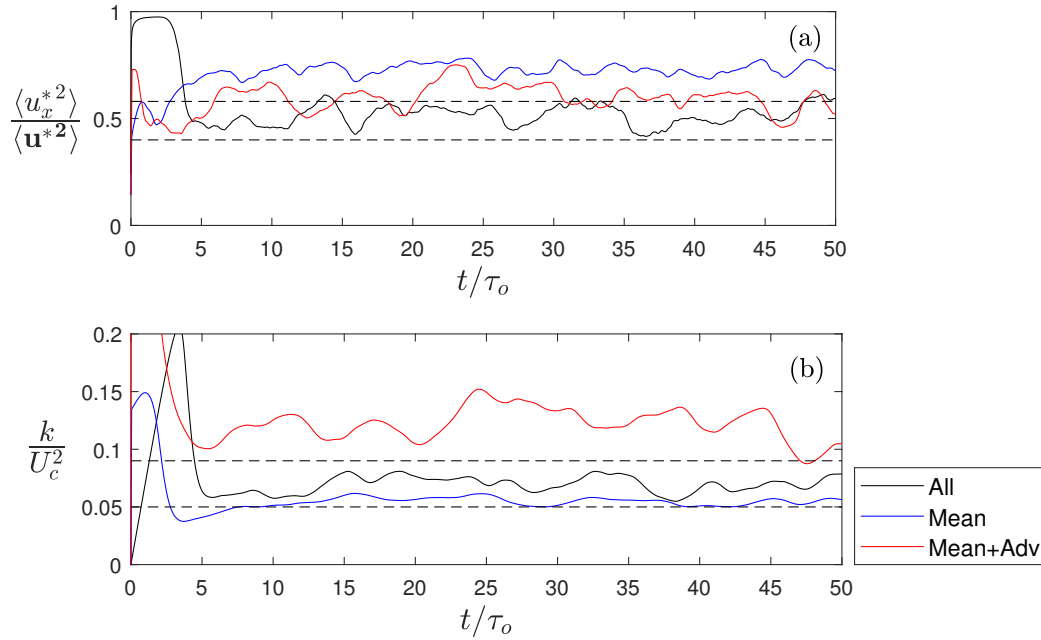 (a)
⟨u_x^{*2}⟩
⟨u^{*2}⟩
1
0.5
0
0 5 10 15 20 25 30 35 40 45 50
t/τ_o
(b)
k
U_c^2
0.2
0.15
0.1
0.05
0
0 5 10 15 20 25 30 35 40 45 50
t/τ_o
All
Mean
Mean+Adv